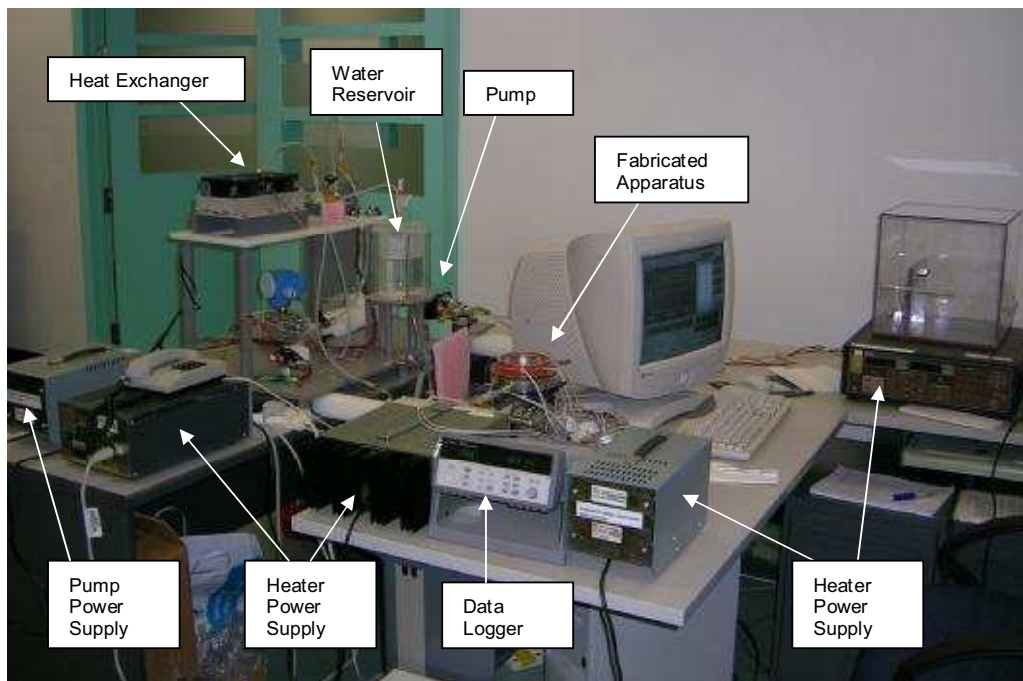 Heat Exchanger
Water
Reservoir
Pump
Fabricated
Apparatus
Pump
Power
Supply
Heater
Power
Supply
Data
Logger
Heater
Power
Supply